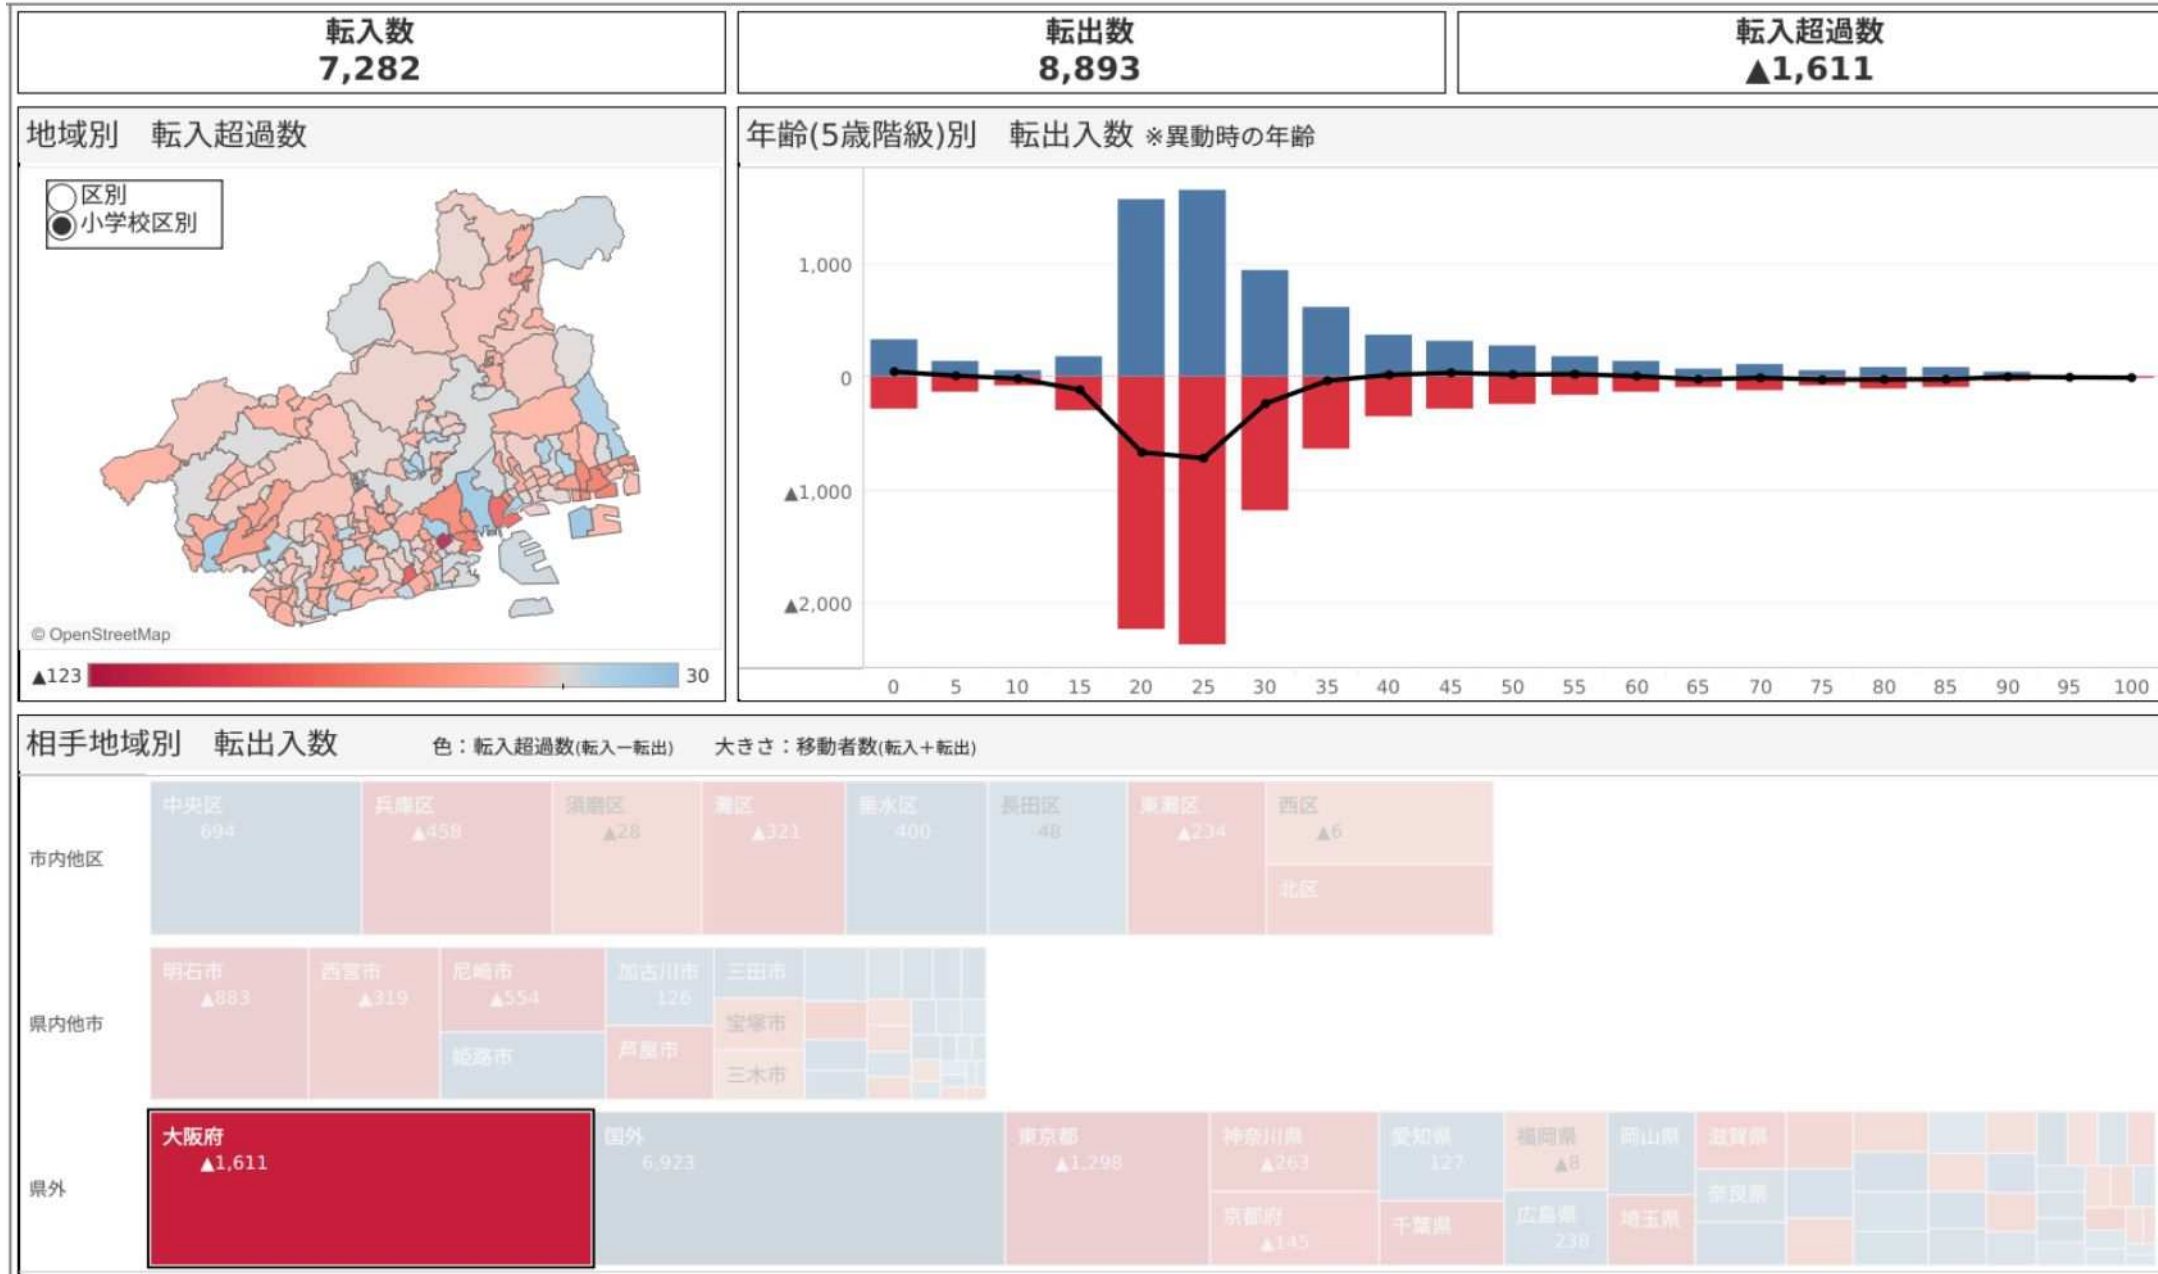 転入数
7,282
転出数
8,893
転入超過数
▲1,611
地域別　転入超過数
区別
小学校区別
© OpenStreetMap
▲123
30
年齢(5歳階級)別　転出入数 ※異動時の年齢
1,000
0
▲1,000
▲2,000
0 5 10 15 20 25 30 35 40 45 50 55 60 65 70 75 80 85 90 95 100
相手地域別　転出入数　色：転入超過数(転入ー転出)　大きさ：移動者数(転入＋転出)
市内他区
中央区
694
兵庫区
▲458
須磨区
▲28
灘区
▲321
垂水区
400
長田区
48
東灘区
▲234
西区
▲6
北区
県内他市
明石市
▲883
西宮市
▲319
尼崎市
▲554
姫路市
加古川市
126
芦屋市
三田市
宝塚市
三木市
県外
大阪府
▲1,611
国外
6,923
東京都
▲1,298
神奈川県
▲263
京都府
▲145
愛知県
127
千葉県
福岡県
▲8
広島県
238
岡山県
埼玉県
滋賀県
奈良県